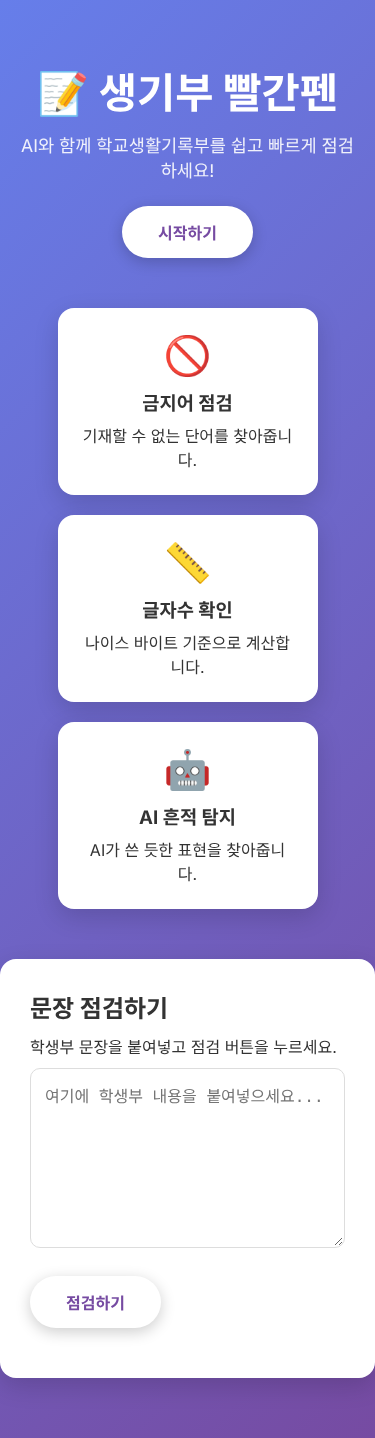 📝 생기부 빨간펜
AI와 함께 학교생활기록부를 쉽고 빠르게 점검
하세요!
시작하기
금지어 점검
기재할 수 없는 단어를 찾아줍니
다.
글자수 확인
나이스 바이트 기준으로 계산합
니다.
AI 흔적 탐지
AI가 쓴 듯한 표현을 찾아줍니
다.
문장 점검하기
학생부 문장을 붙여넣고 점검 버튼을 누르세요.
여기에 학생부 내용을 붙여넣으세요...
점검하기